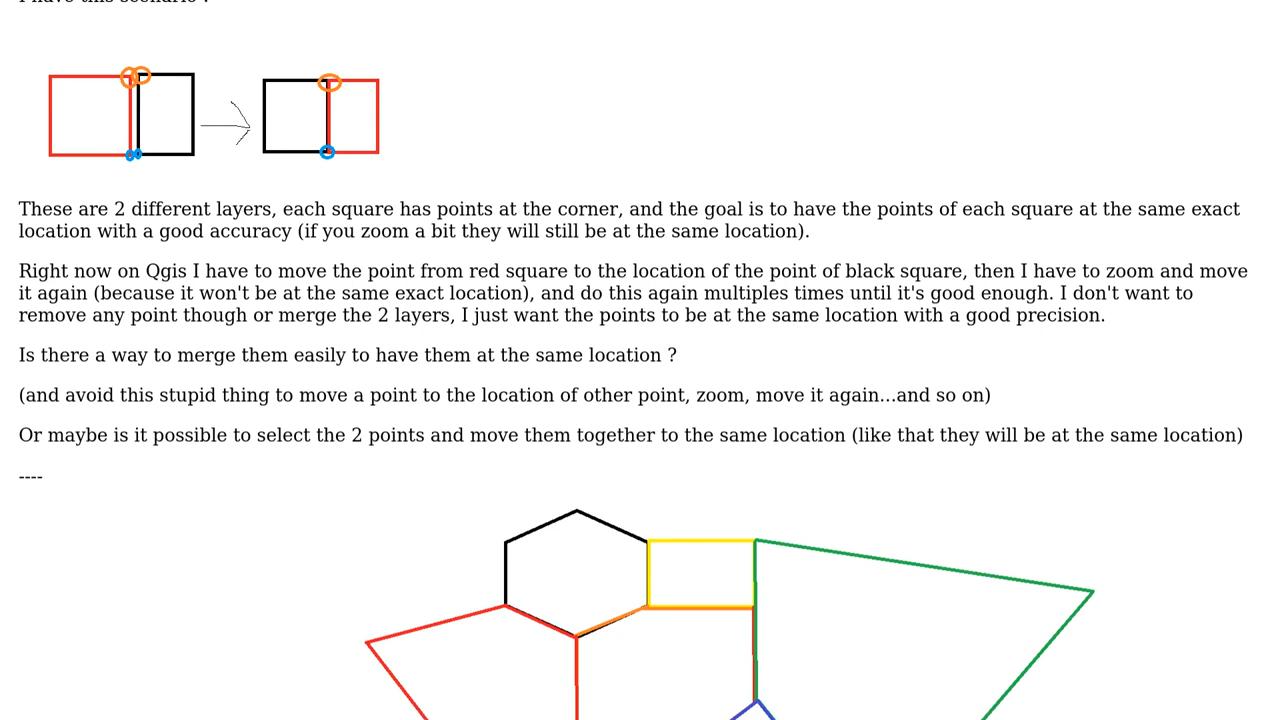 I have this scenario :
These are 2 different layers, each square has points at the corner, and the goal is to have the points of each square at the same exact
location with a good accuracy (if you zoom a bit they will still be at the same location).
Right now on Qgis I have to move the point from red square to the location of the point of black square, then I have to zoom and move
it again (because it won't be at the same exact location), and do this again multiples times until it's good enough. I don't want to
remove any point though or merge the 2 layers, I just want the points to be at the same location with a good precision.
Is there a way to merge them easily to have them at the same location ?
(and avoid this stupid thing to move a point to the location of other point, zoom, move it again...and so on)
Or maybe is it possible to select the 2 points and move them together to the same location (like that they will be at the same location)
----